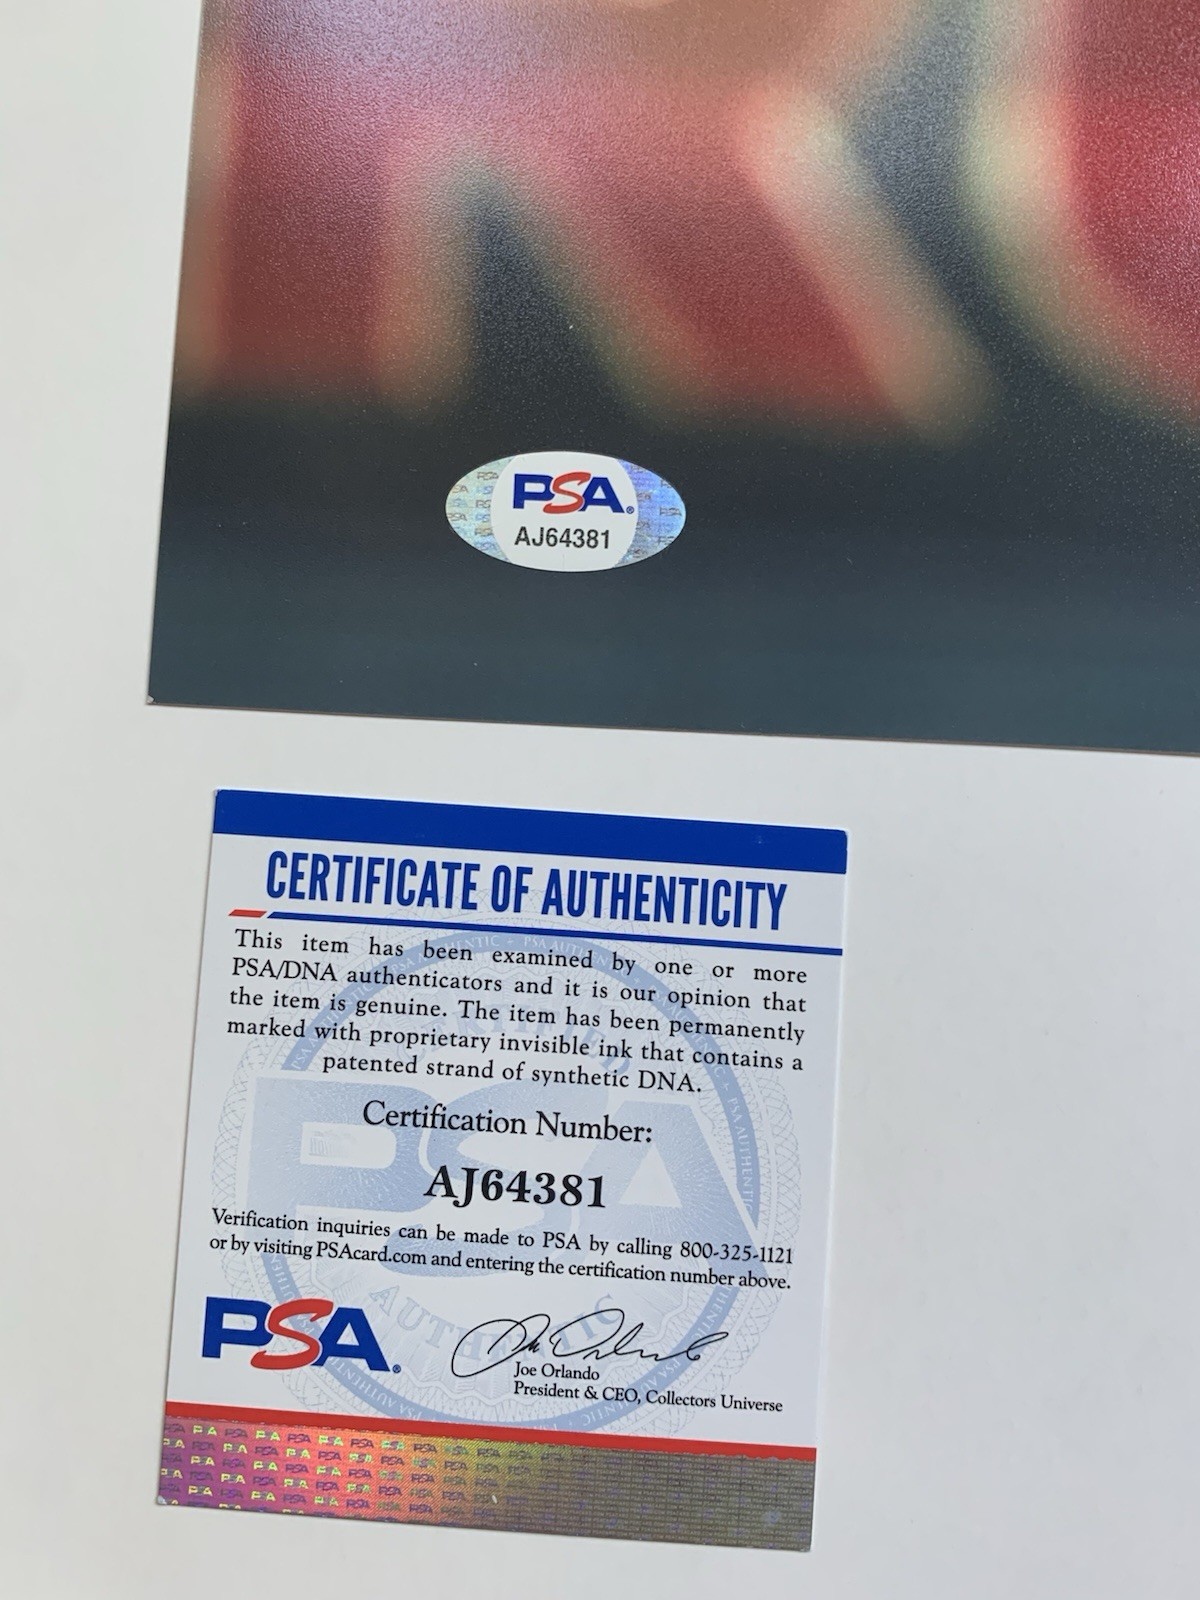 PSA®
AJ64381
CERTIFICATE OF AUTHENTICITY
This item has been examined by one or more
PSA/DNA authenticators and it is our opinion that
the item is genuine. The item has been permanently
marked with proprietary invisible ink that contains a
patented strand of synthetic DNA.
Certification Number:
AJ64381
Verification inquiries can be made to PSA by calling 800-325-1121
or by visiting PSAcard.com and entering the certification number above.
PSA®
Joe Orlando
President & CEO, Collectors Universe